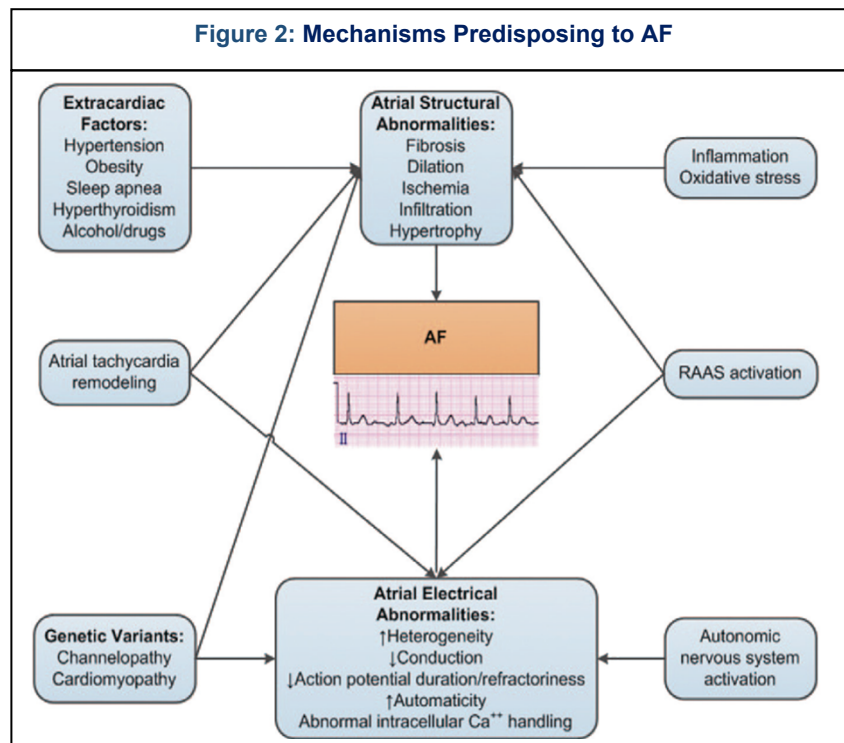 Figure 2: Mechanisms Predisposing to AF
Extracardiac
Factors:
Hypertension
Obesity
Sleep apnea
Hyperthyroidism
Alcohol/drugs
Atrial Structural
Abnormalities:
Fibrosis
Dilation
Ischemia
Infiltration
Hypertrophy
Inflammation
Oxidative stress
Atrial tachycardia
remodeling
AF
II
RAAS activation
Genetic Variants:
Channelopathy
Cardiomyopathy
Atrial Electrical
Abnormalities:
↑Heterogeneity
↓Conduction
↓Action potential duration/refractoriness
↑Automaticity
Abnormal intracellular Ca⁺⁺ handling
Autonomic
nervous system
activation